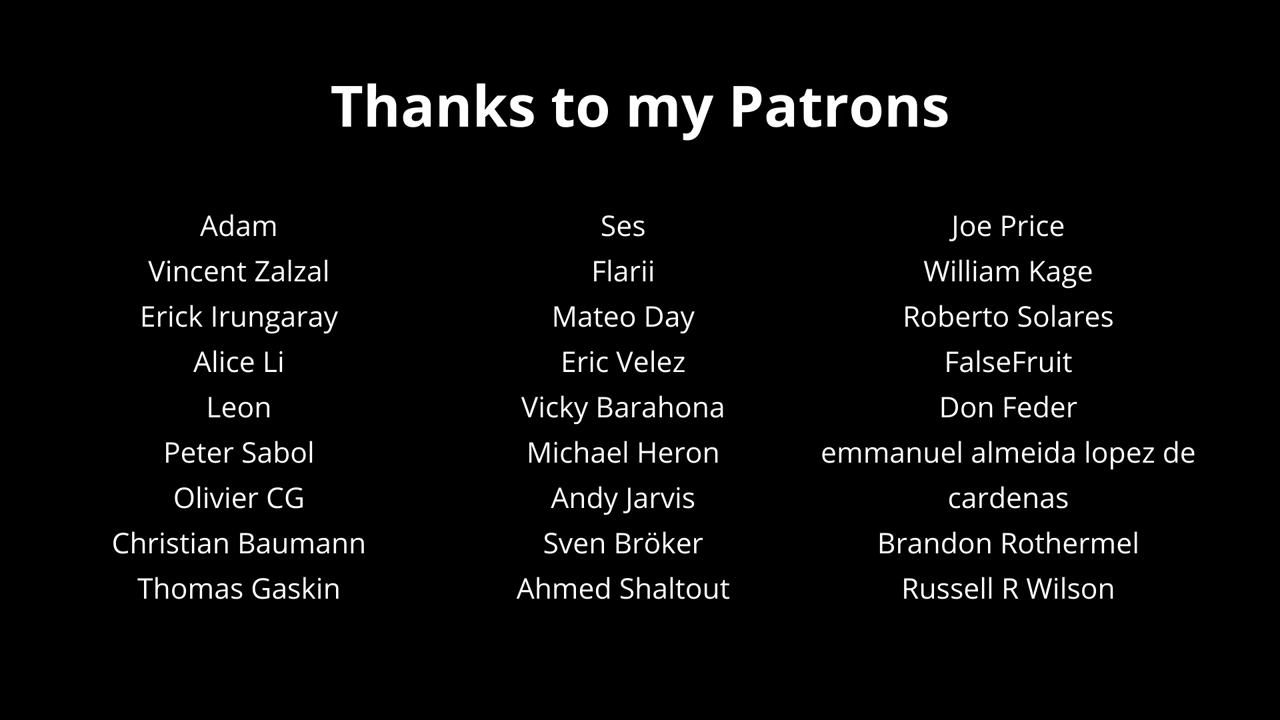 Thanks to my Patrons
Adam
Vincent Zalzal
Erick Irungaray
Alice Li
Leon
Peter Sabol
Olivier CG
Christian Baumann
Thomas Gaskin
Ses
Flarii
Mateo Day
Eric Velez
Vicky Barahona
Michael Heron
Andy Jarvis
Sven Bröker
Ahmed Shaltout
Joe Price
William Kage
Roberto Solares
FalseFruit
Don Feder
emmanuel almeida lopez de
cardenas
Brandon Rothermel
Russell R Wilson